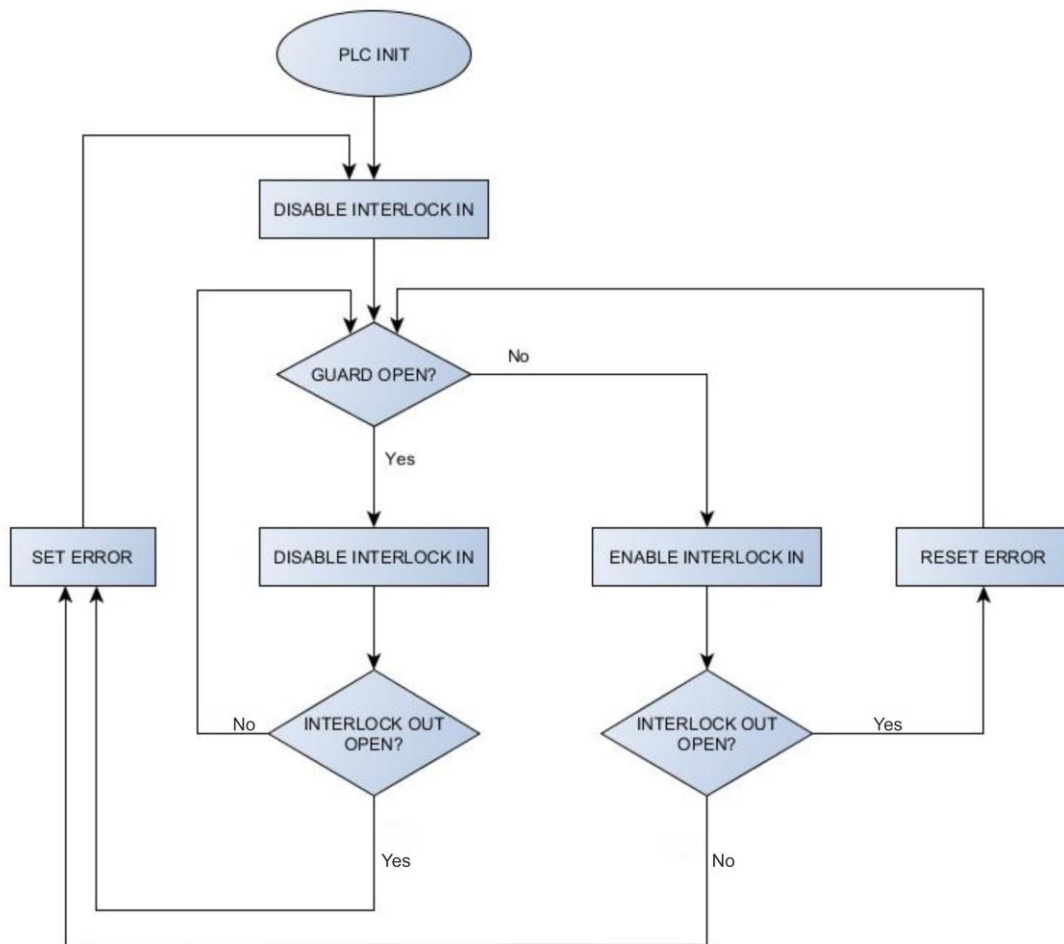 PLC INIT
DISABLE INTERLOCK IN
GUARD OPEN?
No
Yes
SET ERROR
DISABLE INTERLOCK IN
ENABLE INTERLOCK IN
RESET ERROR
No
INTERLOCK OUT
OPEN?
INTERLOCK OUT
OPEN?
Yes
Yes
No